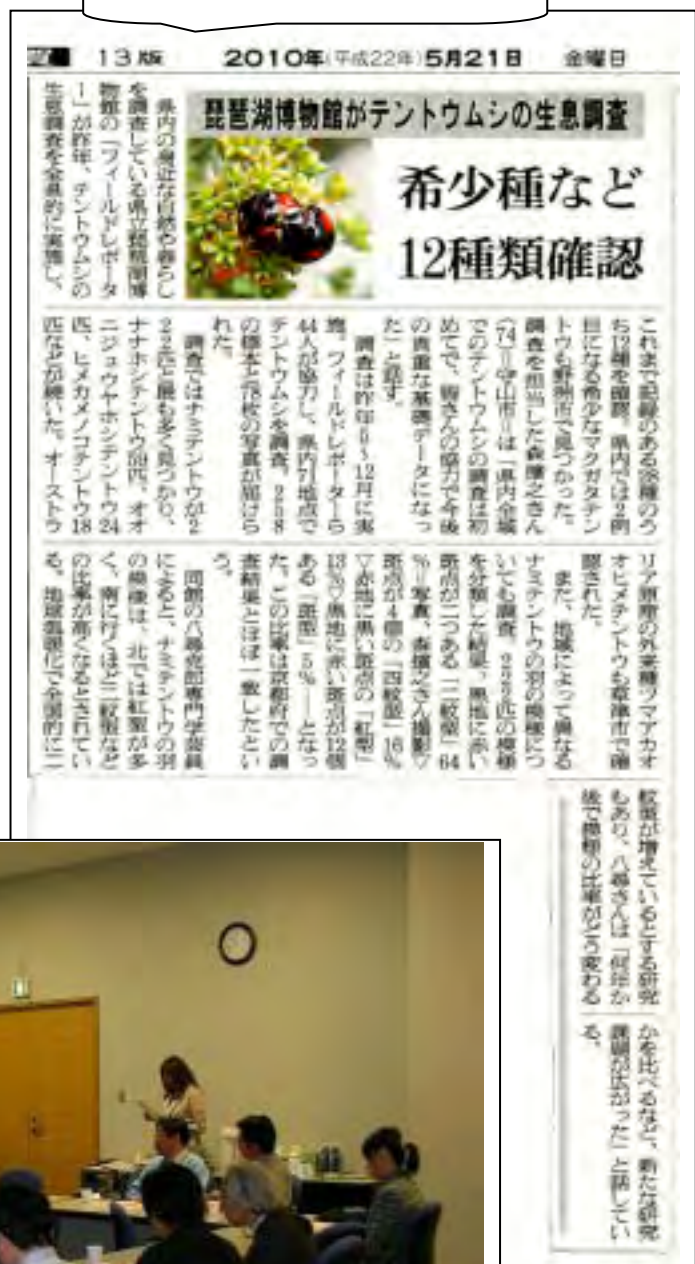 13版 2010年(平成22年)5月21日 金曜日
琵琶湖博物館がテントウムシの生息調査
希少種など
12種類確認
県内の身近な自然や暮らし
を調査している県立琵琶湖博
物館の「フィールドレポータ
ー」が昨年、テントウムシの
生息調査を全県的に実施し、
これまで記録のある 種のう
ち12種を確認。県内では2例
目になる希少なマクガタテン
トウも野洲市で見つかった。
調査を担当した森擴之さん
(74)=守山市=は「県内全域
でのテントウムシの調査は初
めてで、皆さんの協力で今後
の貴重な基礎データになっ
た」と話す。
調査は昨年 ~12月に実
施。フィールドレポーターら
44人が協力し、県内71地点で
テントウムシを調査。258
の標本と78枚の写真が届けら
れた。
調査ではナミテントウが2
22匹と最も多く見つかり、
ナナホシテントウ59匹、オオ
ニジュウヤホシテントウ24
匹、ヒメカメノコテントウ18
匹などが続いた。オーストラ
リア原産の外来種ツマアカオ
オヒメテントウも草津市で確
認された。
また、地域によって異なる
ナミテントウの羽の模様につ
いても調査。222匹の模様
を分類した結果、黒地に赤い
斑点が二つある「二紋型」64
%=写真、森擴之さん撮影▽
斑点が4個の「四紋型」16%
▽赤地に黒い斑点の「紅型」
13%▽黒地に赤い斑点が12個
ある「斑型」5%——となっ
た。この比率は京都府での調
査結果とほぼ一致したとい
う。
同館の八尋克郎専門学芸員
によると、ナミテントウの羽
の模様は、北では紅型が多
く、南に行くほど二紋型など
の比率が高くなるとされてい
る。地球温暖化で全国的に二
紋型が増えているとする研究
もあり、八尋さんは「何年か
後で模様の比率がどう変わる
かを比べるなど、新たな研究
課題が広がった」と話してい
る。